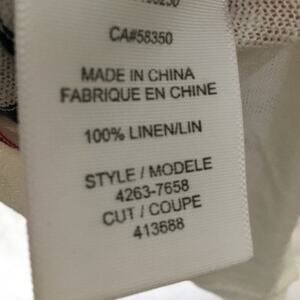 CA#58350
MADE IN CHINA
FABRIQUE EN CHINE
100% LINEN/LIN
STYLE / MODELE
4263-7658
CUT / COUPE
413688